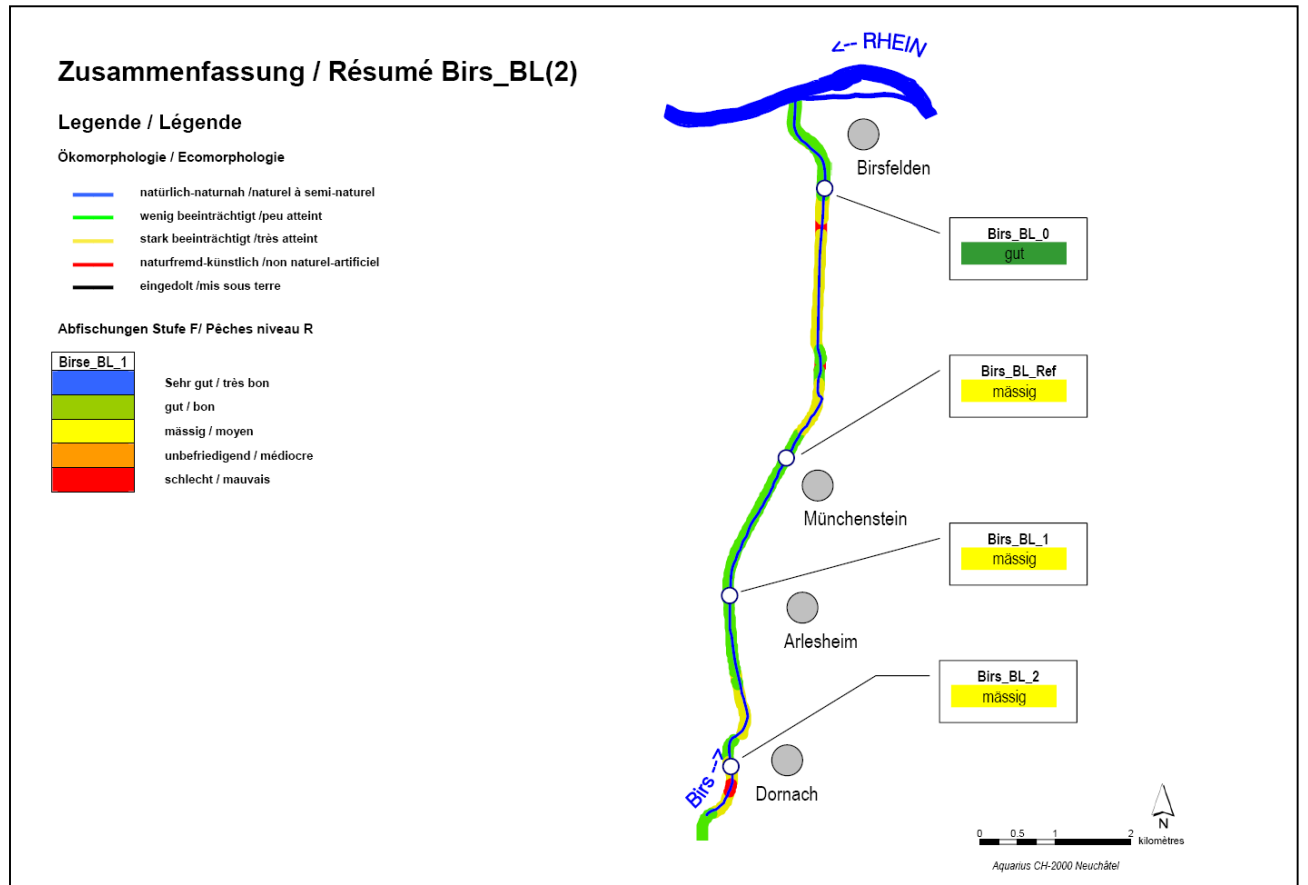 Zusammenfassung / Résumé Birs_BL(2)
Legende / Légende
Ökomorphologie / Ecomorphologie
natürlich-naturnah /naturel à semi-naturel
wenig beeinträchtigt /peu atteint
stark beeinträchtigt /très atteint
naturfremd-künstlich /non naturel-artificiel
eingedolt /mis sous terre
Abfischungen Stufe F/ Pêches niveau R
Birse_BL_1
Sehr gut / très bon
gut / bon
mässig / moyen
unbefriedigend / médiocre
schlecht / mauvais
<-- RHEIN
Birsfelden
Birs_BL_0
gut
Birs_BL_Ref
mässig
Münchenstein
Birs_BL_1
mässig
Arlesheim
Birs_BL_2
mässig
Birs -->
Dornach
N
0 0.5 1 2
kilomètres
Aquarius CH-2000 Neuchâtel